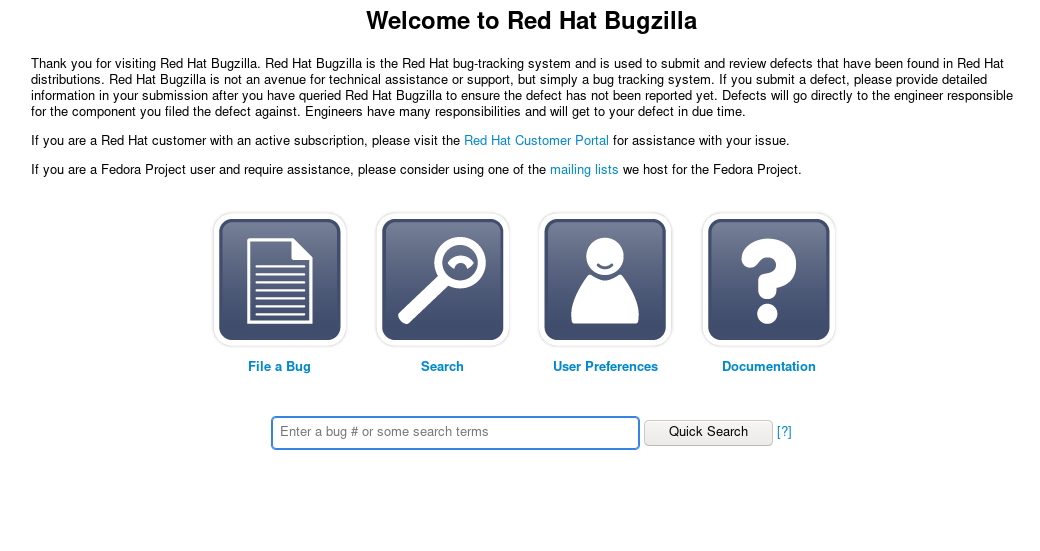 Welcome to Red Hat Bugzilla
Thank you for visiting Red Hat Bugzilla. Red Hat Bugzilla is the Red Hat bug-tracking system and is used to submit and review defects that have been found in Red Hat
distributions. Red Hat Bugzilla is not an avenue for technical assistance or support, but simply a bug tracking system. If you submit a defect, please provide detailed
information in your submission after you have queried Red Hat Bugzilla to ensure the defect has not been reported yet. Defects will go directly to the engineer responsible
for the component you filed the defect against. Engineers have many responsibilities and will get to your defect in due time.
If you are a Red Hat customer with an active subscription, please visit the Red Hat Customer Portal for assistance with your issue.
If you are a Fedora Project user and require assistance, please consider using one of the mailing lists we host for the Fedora Project.
File a Bug Search User Preferences Documentation
Enter a bug # or some search terms Quick Search [?]